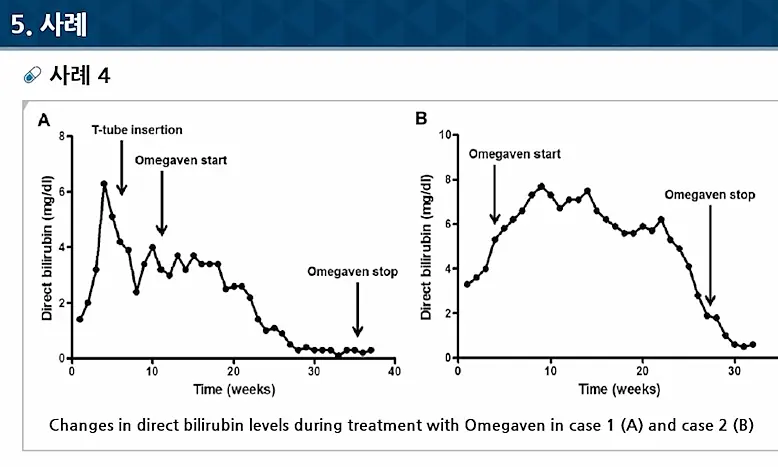 5. 사례
사례 4
A
T-tube insertion
Omegaven start
Omegaven stop
Direct bilirubin (mg/dl)
8
6
4
2
0
0 10 20 30 40
Time (weeks)
B
Omegaven start
Omegaven stop
Direct bilirubin (mg/dl)
10
8
6
4
2
0
0 10 20 30
Time (weeks)
Changes in direct bilirubin levels during treatment with Omegaven in case 1 (A) and case 2 (B)